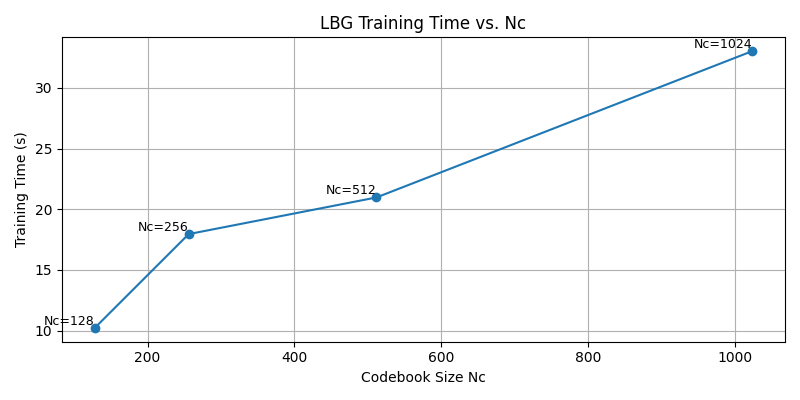 LBG Training Time vs. Nc
Training Time (s)
30
25
20
15
10
Nc=1024
Nc=512
Nc=256
Nc=128
200 400 600 800 1000
Codebook Size Nc